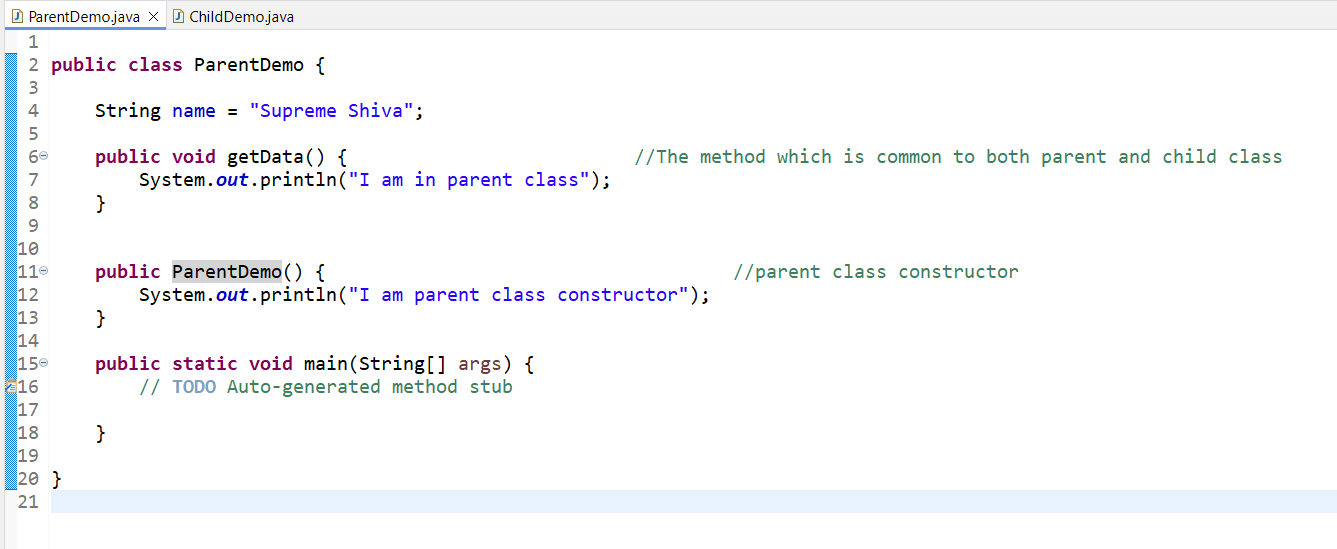 ParentDemo.java ChildDemo.java
1
2 public class ParentDemo {
3
4 String name = "Supreme Shiva";
5
6 public void getData() { //The method which is common to both parent and child class
7 System.out.println("I am in parent class");
8 }
9
10
11 public ParentDemo() { //parent class constructor
12 System.out.println("I am parent class constructor");
13 }
14
15 public static void main(String[] args) {
16 // TODO Auto-generated method stub
17
18 }
19
20 }
21